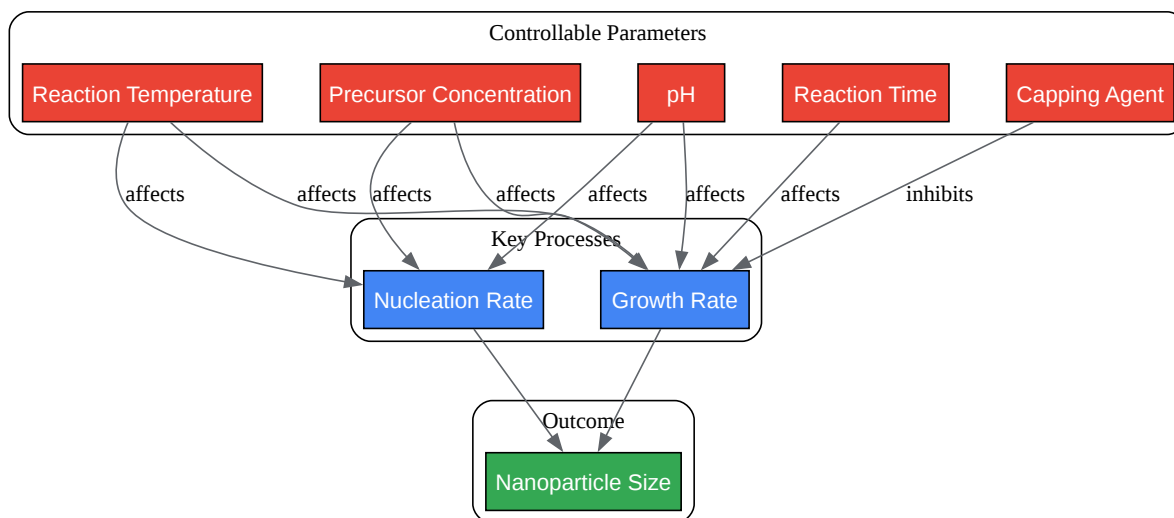 Controllable Parameters
Reaction Temperature
Precursor Concentration
pH
Reaction Time
Capping Agent
affects
affects
affects
affects
affects
affects
affects
inhibits
Key Processes
Nucleation Rate
Growth Rate
Outcome
Nanoparticle Size